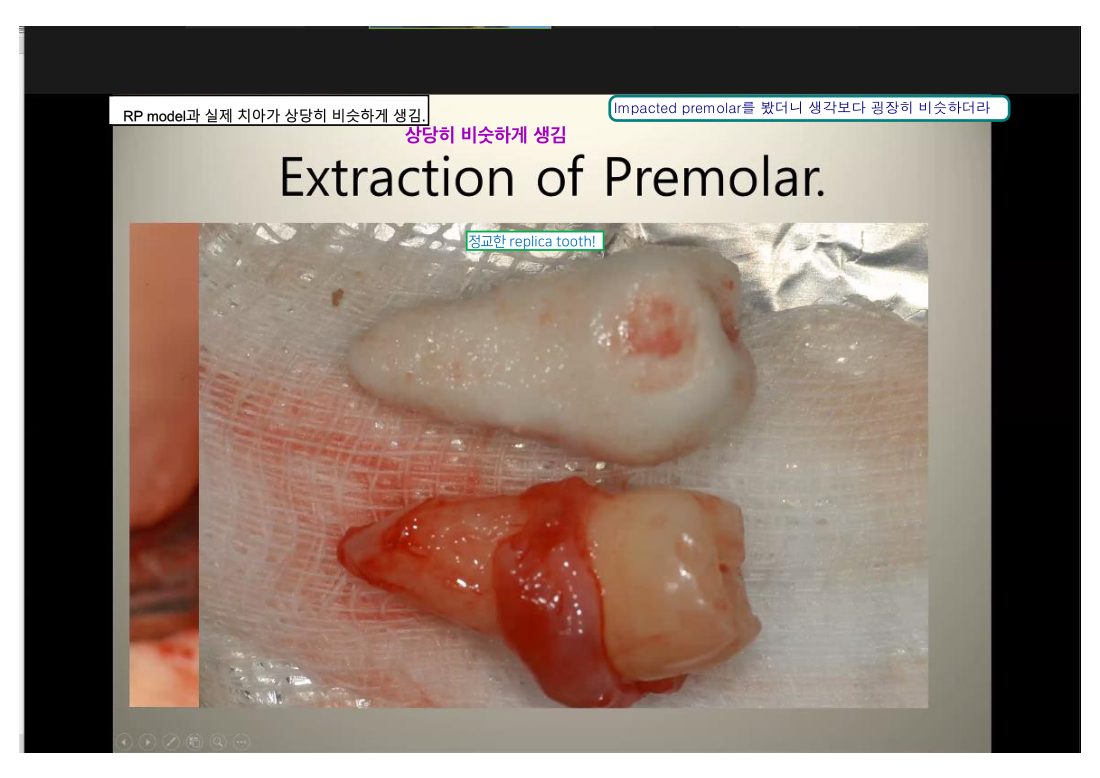 RP model과 실제 치아가 상당히 비슷하게 생김.
Impacted premolar를 봤더니 생각보다 굉장히 비슷하더라
상당히 비슷하게 생김
Extraction of Premolar.
정교한 replica tooth!